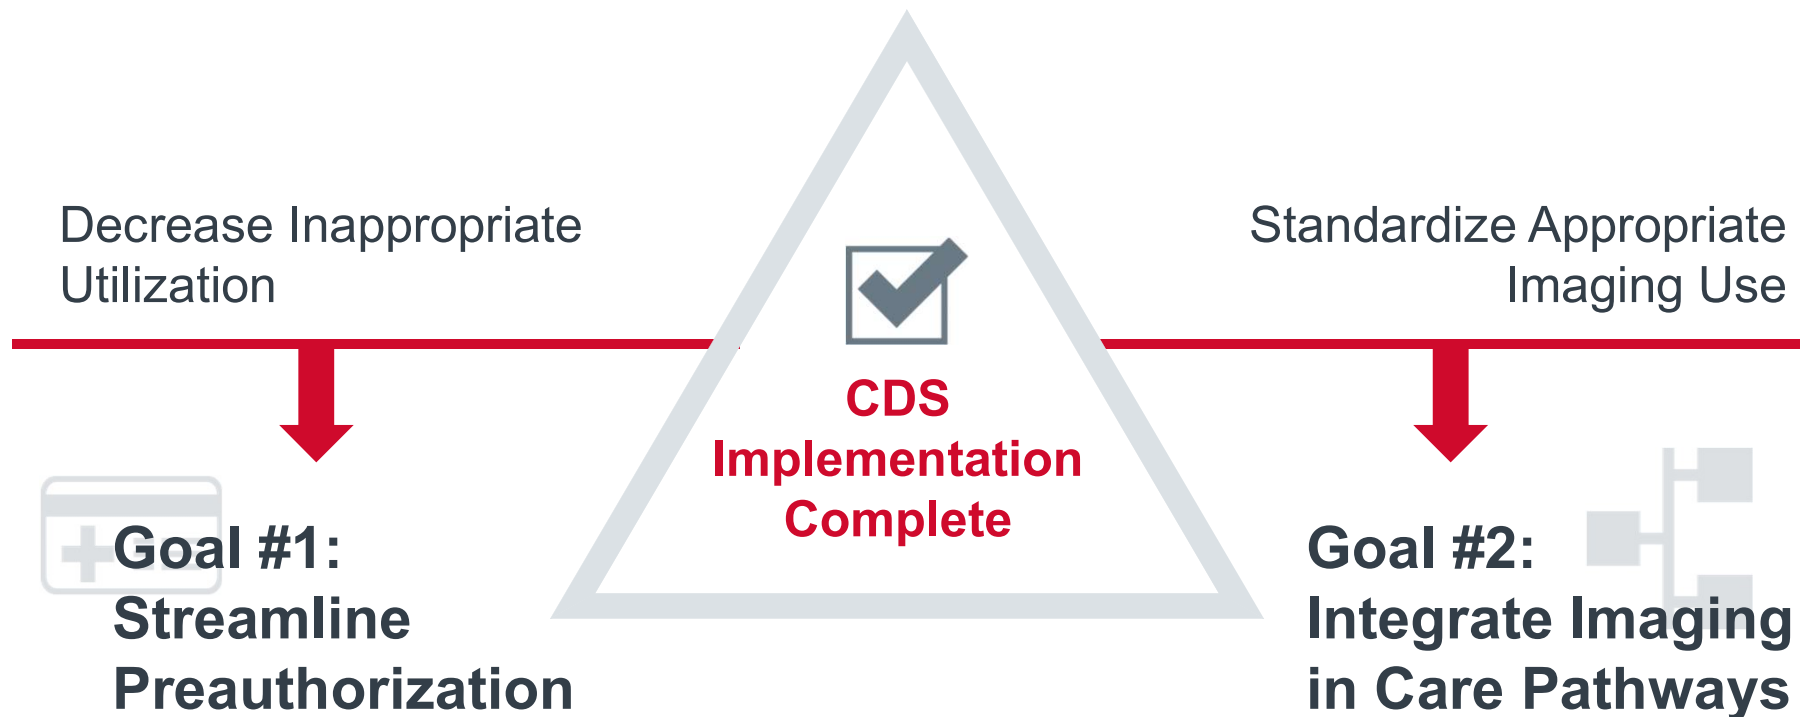 Decrease Inappropriate
Utilization
Standardize Appropriate
Imaging Use
CDS
Implementation
Complete
Goal #1:
Streamline
Preauthorization
Goal #2:
Integrate Imaging
in Care Pathways